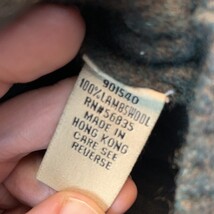 901540
100% LAMBSWOOL
RN#56835
MADE IN
HONG KONG
CARE SEE
REVERSE